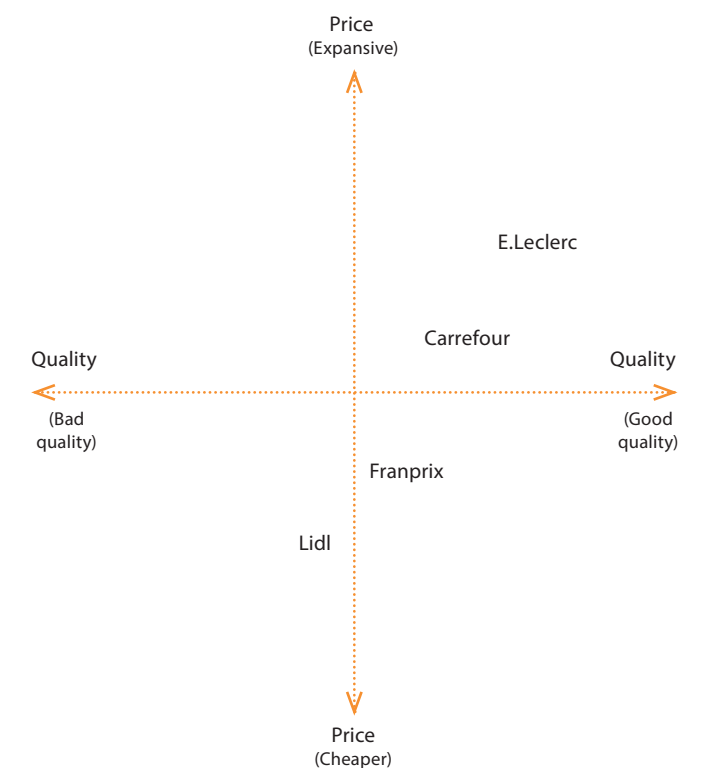 Price
(Expansive)
E.Leclerc
Carrefour
Quality
Quality
(Bad
quality)
(Good
quality)
Franprix
Lidl
Price
(Cheaper)